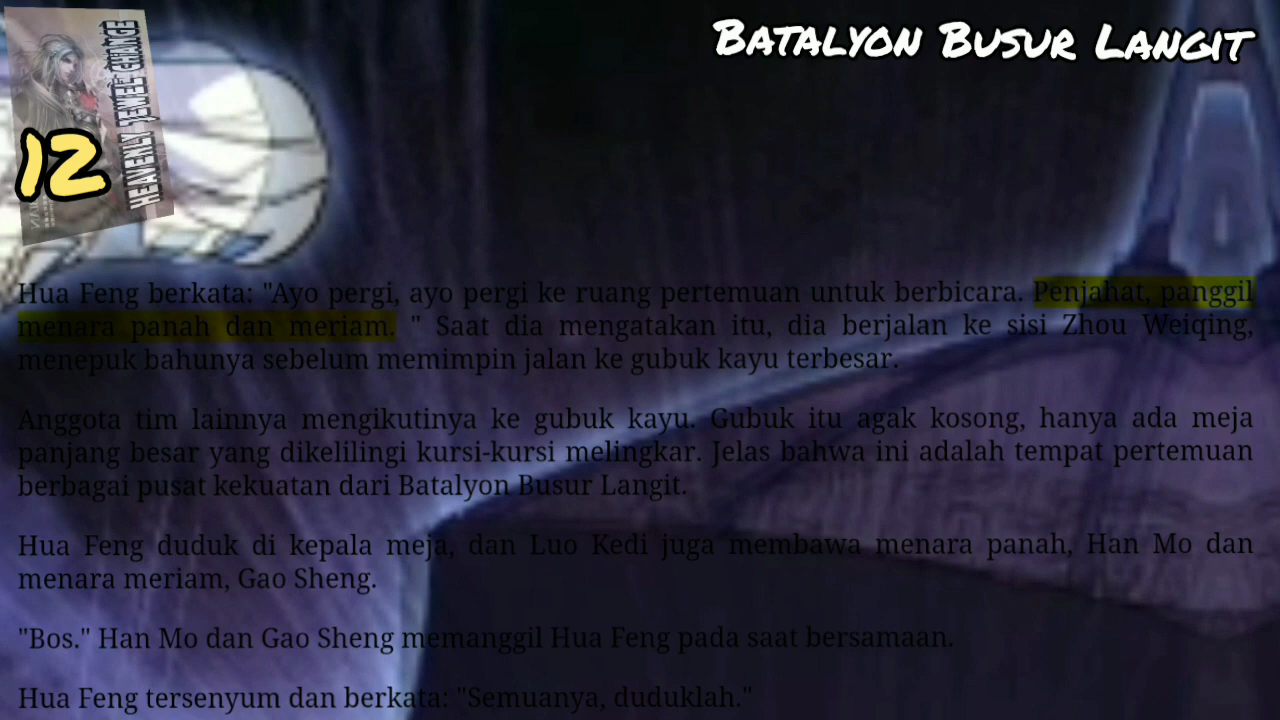 Batalyon Busur Langit
HEAVENLY JEWEL CHANGE
12
Hua Feng berkata: "Ayo pergi, ayo pergi ke ruang pertemuan untuk berbicara. Penjahat, panggil
menara panah dan meriam. " Saat dia mengatakan itu, dia berjalan ke sisi Zhou Weiqing,
menepuk bahunya sebelum memimpin jalan ke gubuk kayu terbesar.
Anggota tim lainnya mengikutinya ke gubuk kayu. Gubuk itu agak kosong, hanya ada meja
panjang besar yang dikelilingi kursi-kursi melingkar. Jelas bahwa ini adalah tempat pertemuan
berbagai pusat kekuatan dari Batalyon Busur Langit.
Hua Feng duduk di kepala meja, dan Luo Kedi juga membawa menara panah, Han Mo dan
menara meriam, Gao Sheng.
"Bos." Han Mo dan Gao Sheng memanggil Hua Feng pada saat bersamaan.
Hua Feng tersenyum dan berkata: "Semuanya, duduklah."